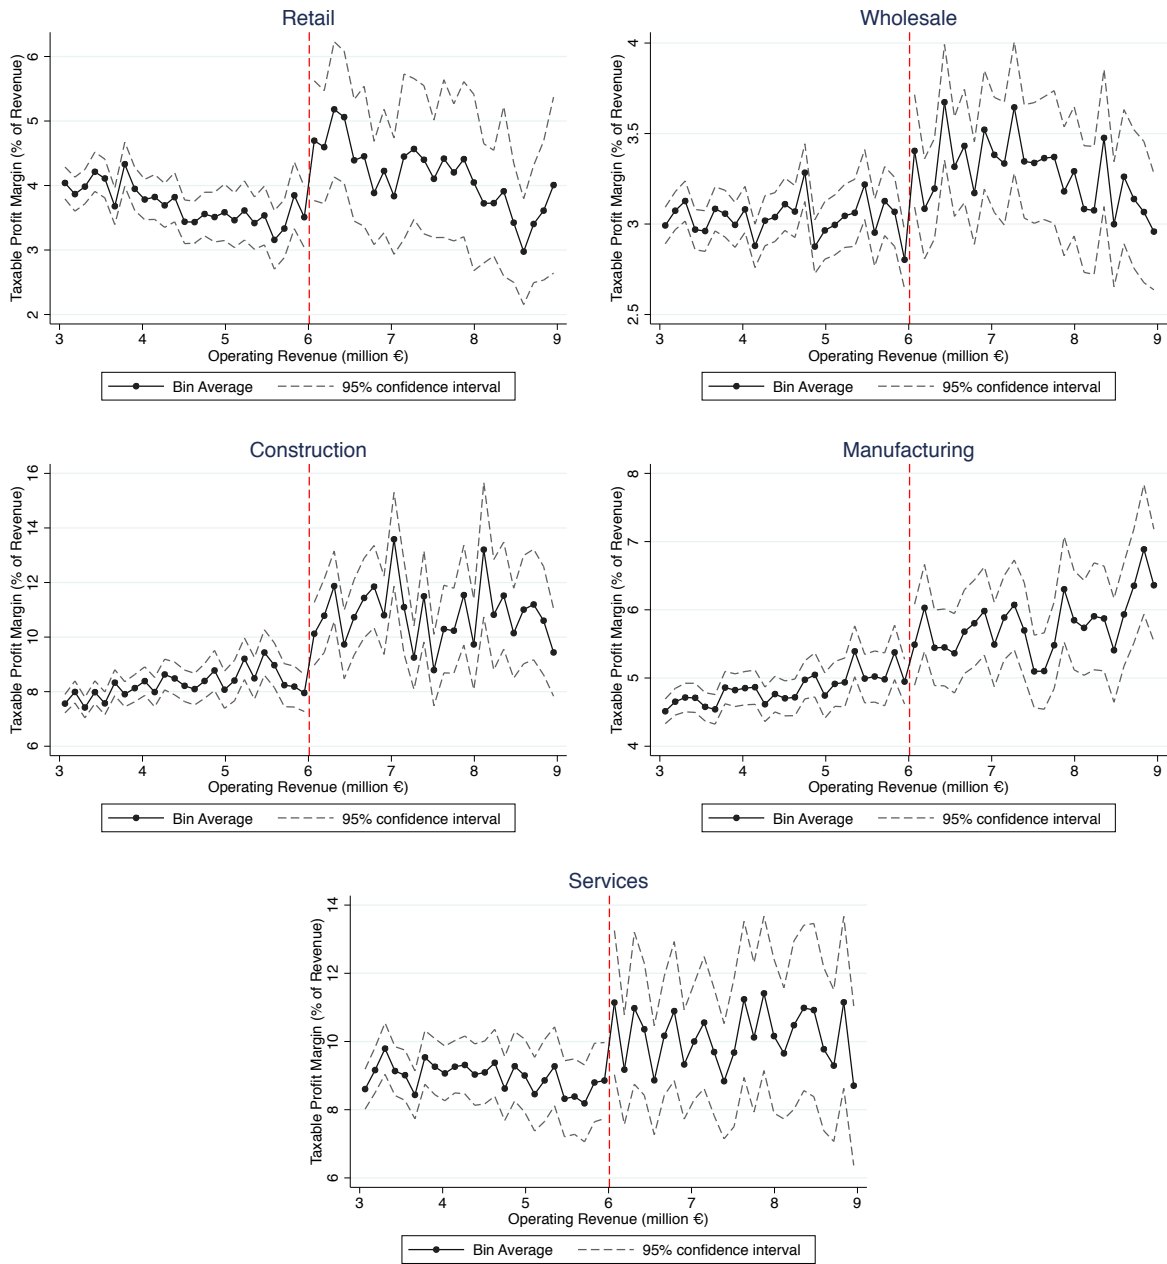 Retail
Taxable Profit Margin (% of Revenue)
6
5
4
3
2
3 4 5 6 7 8 9
Operating Revenue (million €)
Bin Average 95% confidence interval
Wholesale
Taxable Profit Margin (% of Revenue)
4
3.5
3
2.5
3 4 5 6 7 8 9
Operating Revenue (million €)
Bin Average 95% confidence interval
Construction
Taxable Profit Margin (% of Revenue)
16
14
12
10
8
6
3 4 5 6 7 8 9
Operating Revenue (million €)
Bin Average 95% confidence interval
Manufacturing
Taxable Profit Margin (% of Revenue)
8
7
6
5
4
3 4 5 6 7 8 9
Operating Revenue (million €)
Bin Average 95% confidence interval
Services
Taxable Profit Margin (% of Revenue)
14
12
10
8
6
3 4 5 6 7 8 9
Operating Revenue (million €)
Bin Average 95% confidence interval